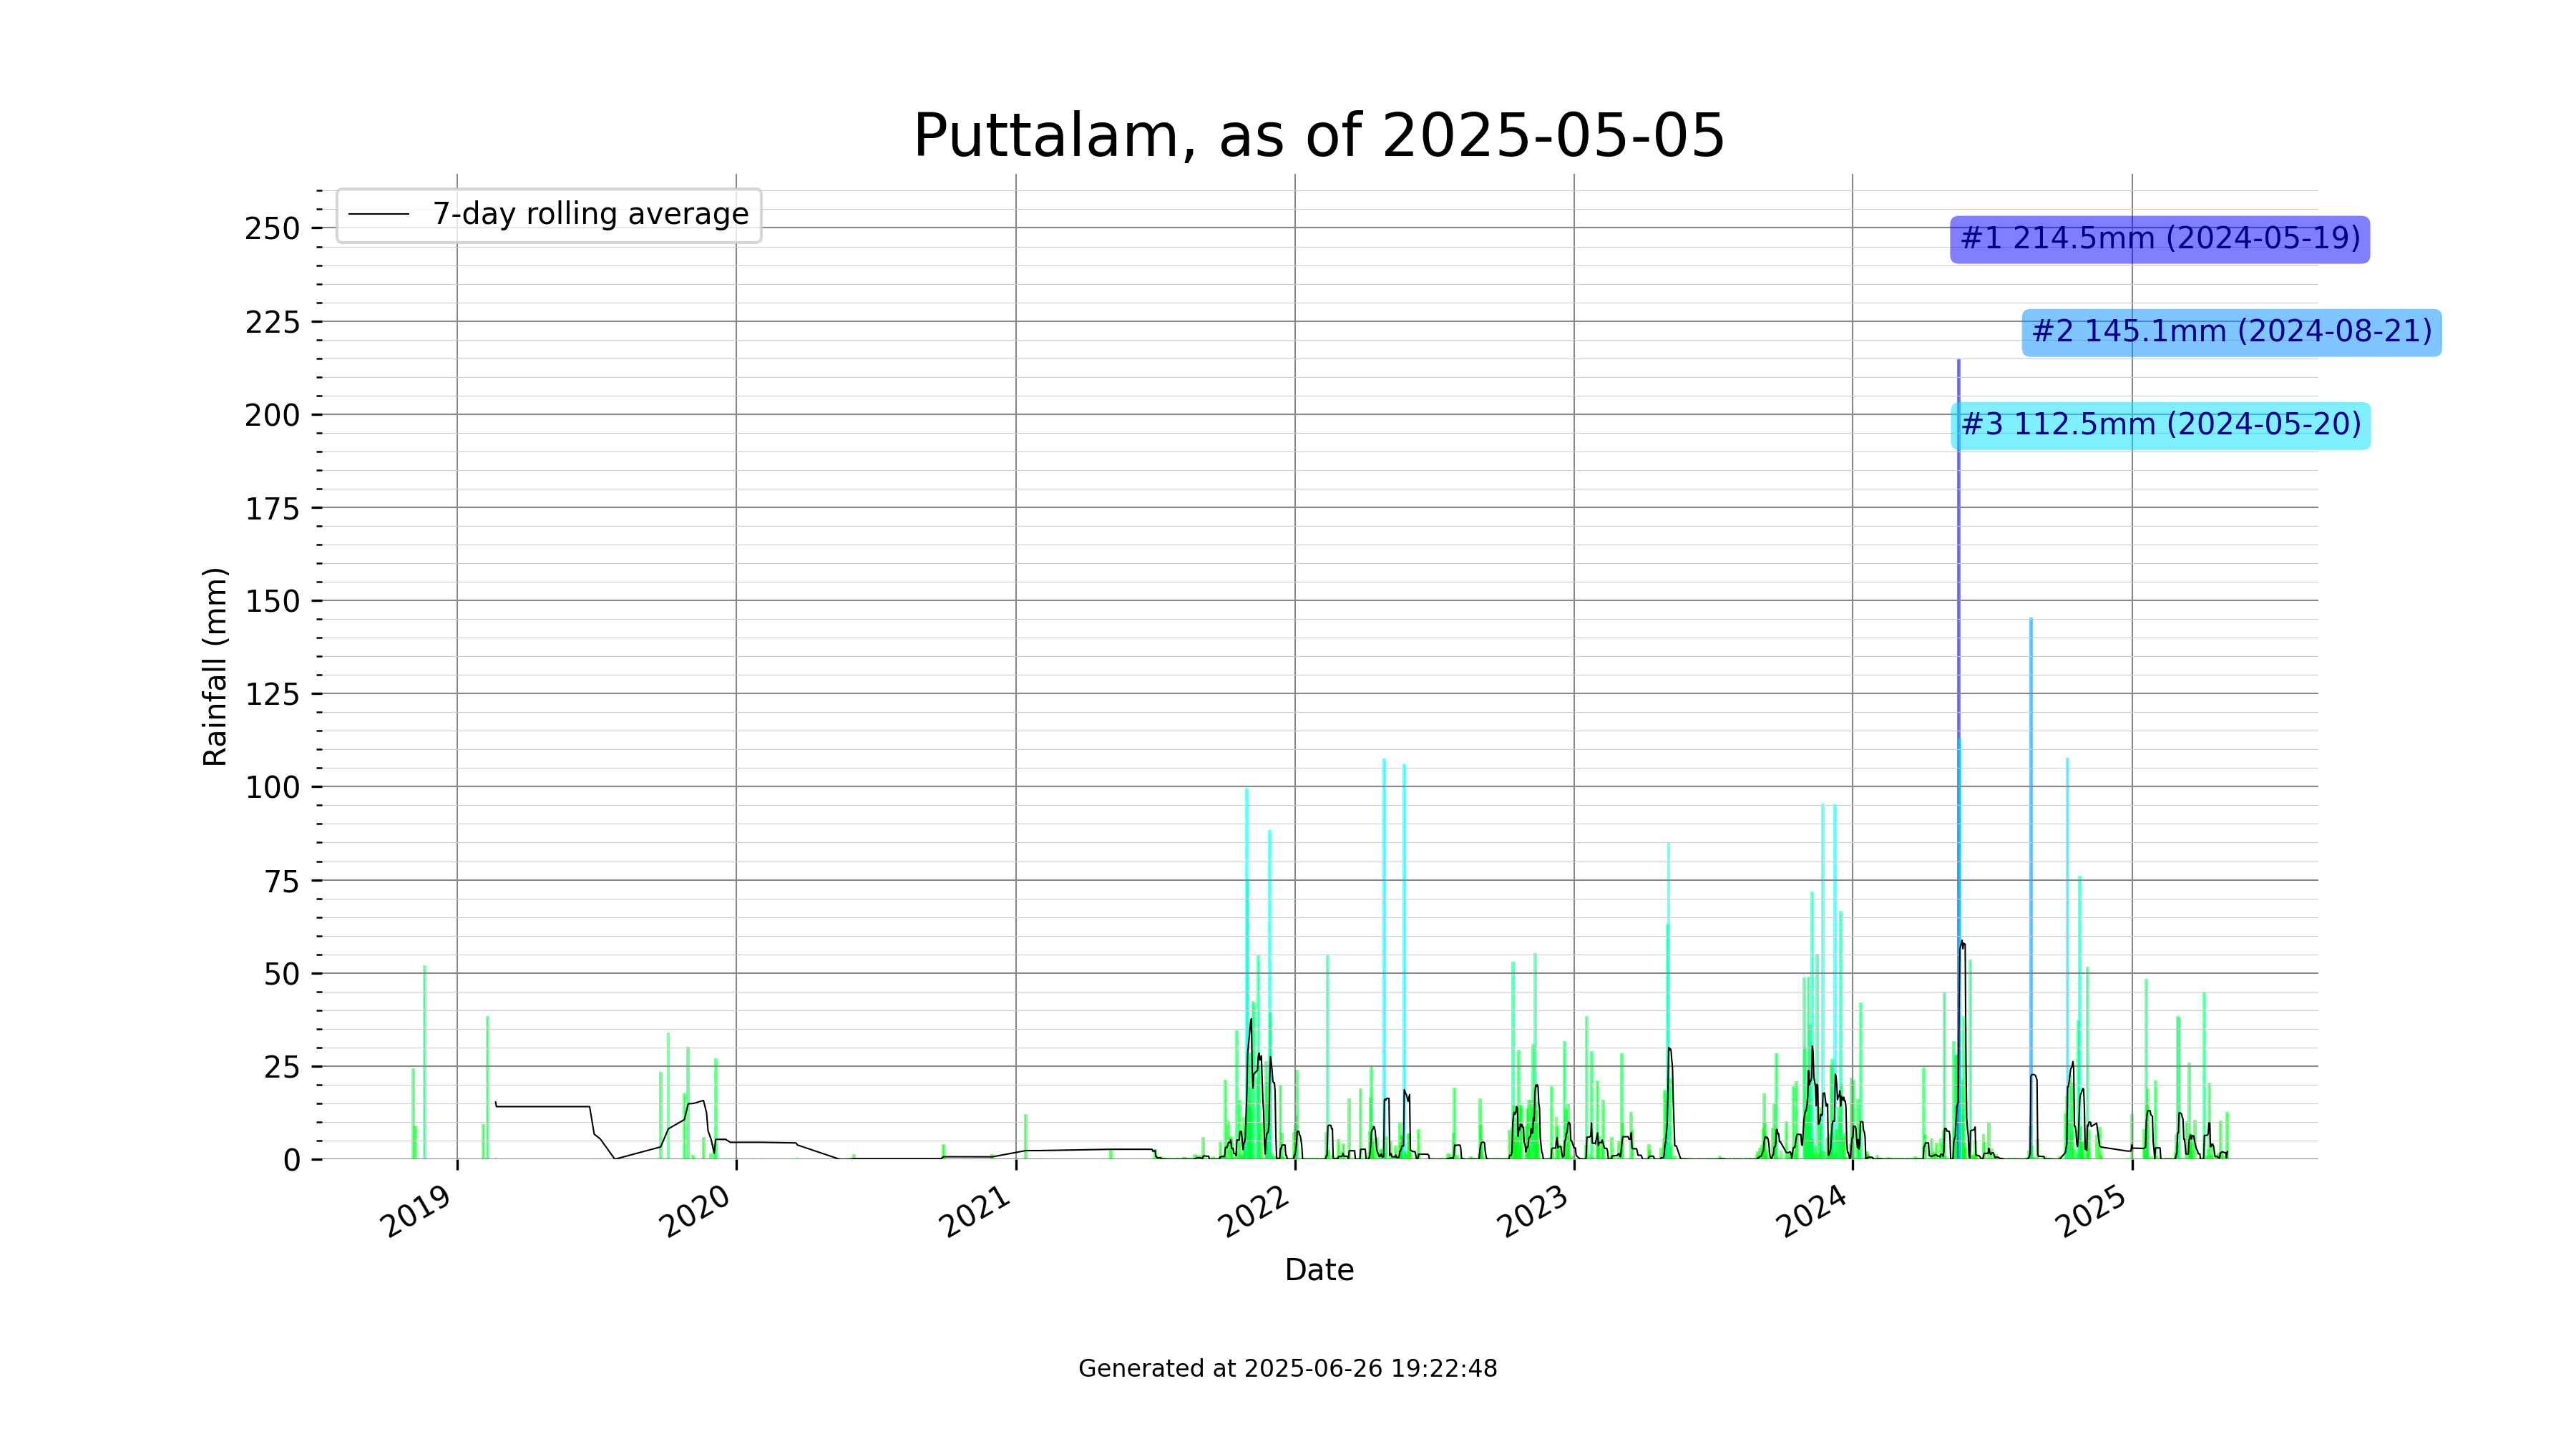 Puttalam, as of 2025-05-05
7-day rolling average
#1 214.5mm (2024-05-19)
#2 145.1mm (2024-08-21)
#3 112.5mm (2024-05-20)
Rainfall (mm)
250
225
200
175
150
125
100
75
50
25
0
2019
2020
2021
2022
2023
2024
2025
Date
Generated at 2025-06-26 19:22:48